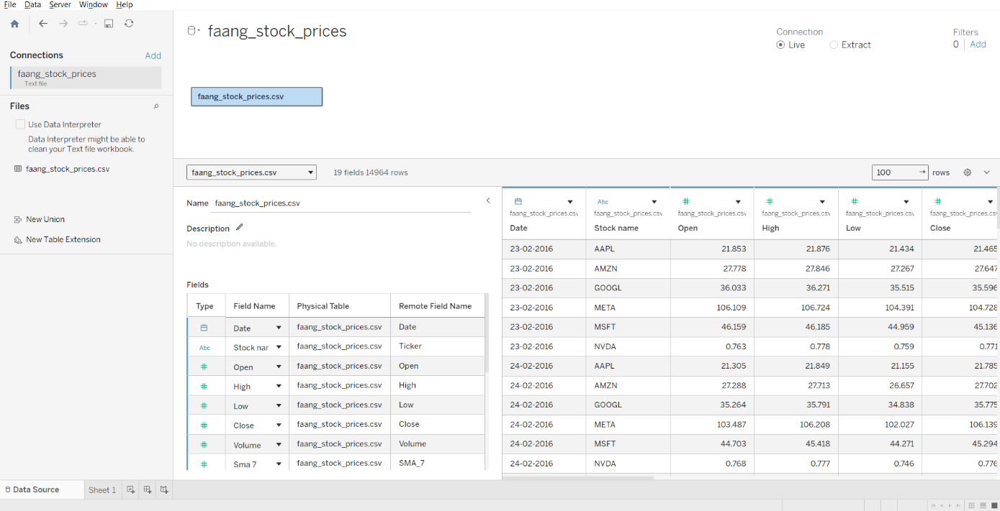 File Data Server Window Help
faang_stock_prices
Connection
Live Extract
Filters
0 Add
Connections Add
faang_stock_prices
Text file
faang_stock_prices.csv
Files
Use Data Interpreter
Data Interpreter might be able to
clean your Text file workbook.
faang_stock_prices.csv
New Union
New Table Extension
faang_stock_prices.csv 19 fields 14964 rows 100 rows
Name faang_stock_prices.csv
Description
No description available.
Fields
Type Field Name Physical Table Remote Field Name
Date faang_stock_prices.csv Date
Abc Stock nar faang_stock_prices.csv Ticker
Open faang_stock_prices.csv Open
High faang_stock_prices.csv High
Low faang_stock_prices.csv Low
Close faang_stock_prices.csv Close
Volume faang_stock_prices.csv Volume
Sma 7 faang_stock_prices.csv SMA_7
Abc
faang_stock_prices.csv faang_stock_prices.csv faang_stock_prices.csv faang_stock_prices.csv faang_stock_prices.csv faang_stock_prices.csv
Date Stock name Open High Low Close
23-02-2016 AAPL 21.853 21.876 21.434 21.465
23-02-2016 AMZN 27.778 27.846 27.267 27.647
23-02-2016 GOOGL 36.033 36.271 35.515 35.596
23-02-2016 META 106.109 106.724 104.391 104.728
23-02-2016 MSFT 46.159 46.185 44.959 45.136
23-02-2016 NVDA 0.763 0.778 0.759 0.771
24-02-2016 AAPL 21.305 21.849 21.155 21.785
24-02-2016 AMZN 27.288 27.713 26.657 27.702
24-02-2016 GOOGL 35.264 35.791 34.838 35.775
24-02-2016 META 103.487 106.208 102.027 106.139
24-02-2016 MSFT 44.703 45.418 44.271 45.294
24-02-2016 NVDA 0.768 0.777 0.746 0.776
Data Source Sheet 1